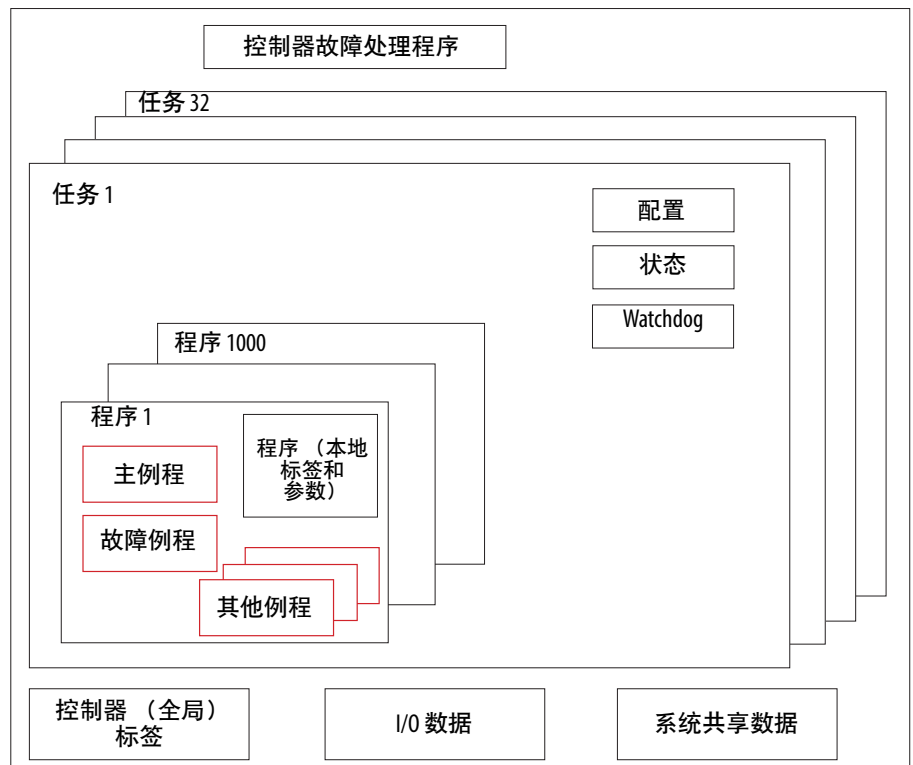 控制器故障处理程序
任务 32
任务 1
配置
状态
Watchdog
程序 1000
程序 1
程序 （本地
标签和
参数）
主例程
故障例程
其他例程
控制器 （全局）
标签
I/0 数据
系统共享数据